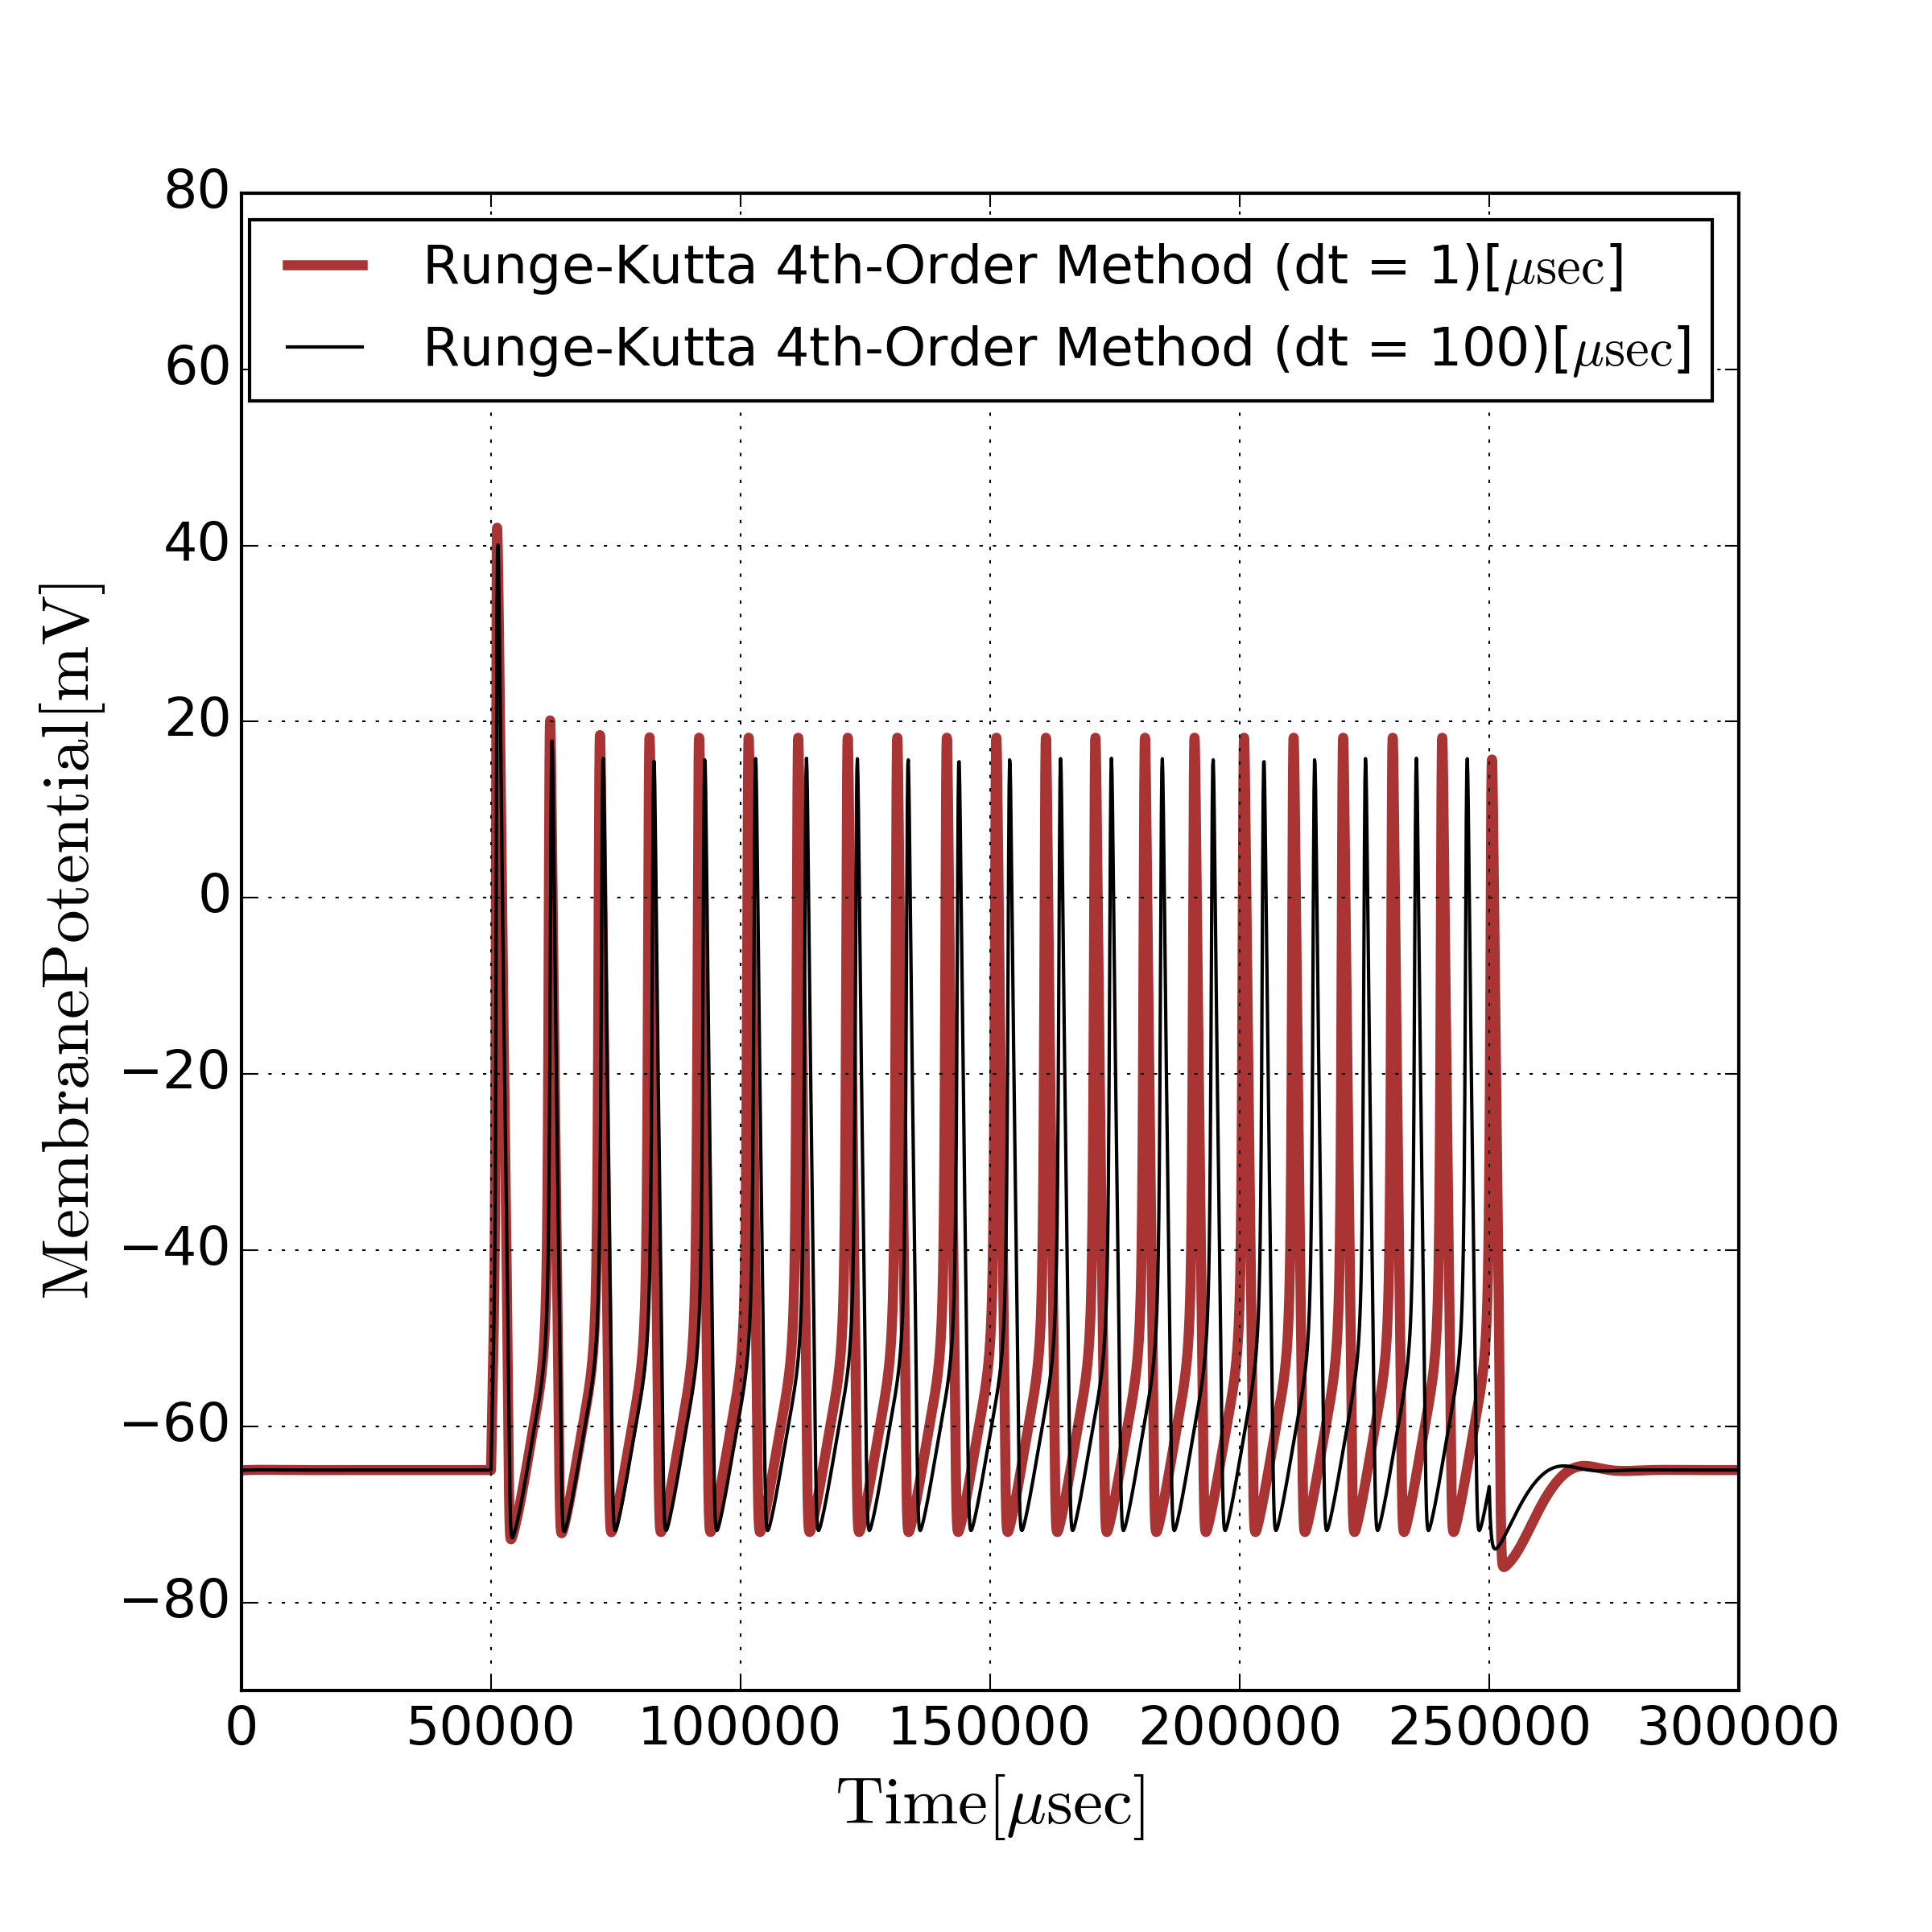 80
60
40
20
0
−20
−40
−60
−80
Runge-Kutta 4th-Order Method (dt = 1)[μsec]
Runge-Kutta 4th-Order Method (dt = 100)[μsec]
MembranePotential[mV]
0 50000 100000 150000 200000 250000 300000
Time[μsec]